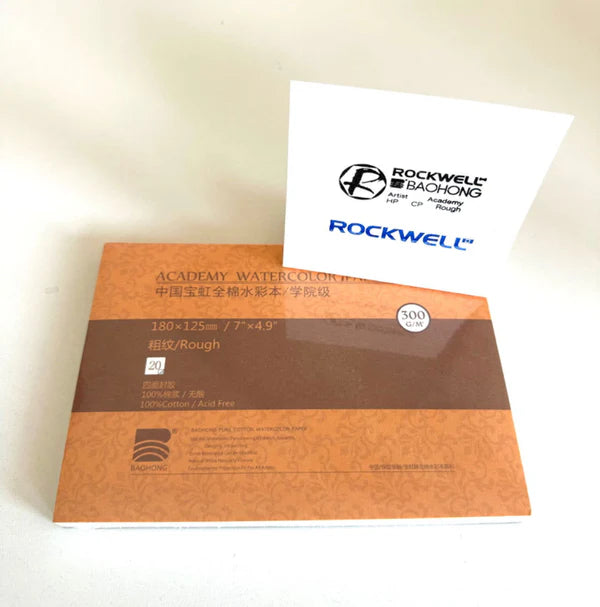 ROCKWELL
BAOHONG
Artist Academy
HP CP Rough
ROCKWELL
ACADEMY WATERCOLOR
中国宝虹全棉水彩本/学院级
180×125mm / 7"×4.9"
300
G/M²
粗纹/Rough
20
四面封胶
100%棉浆 / 无酸
100%Cotton / Acid Free
BAOHONG PURE COTTON WATERCOLOR PAPER
BAOHONG